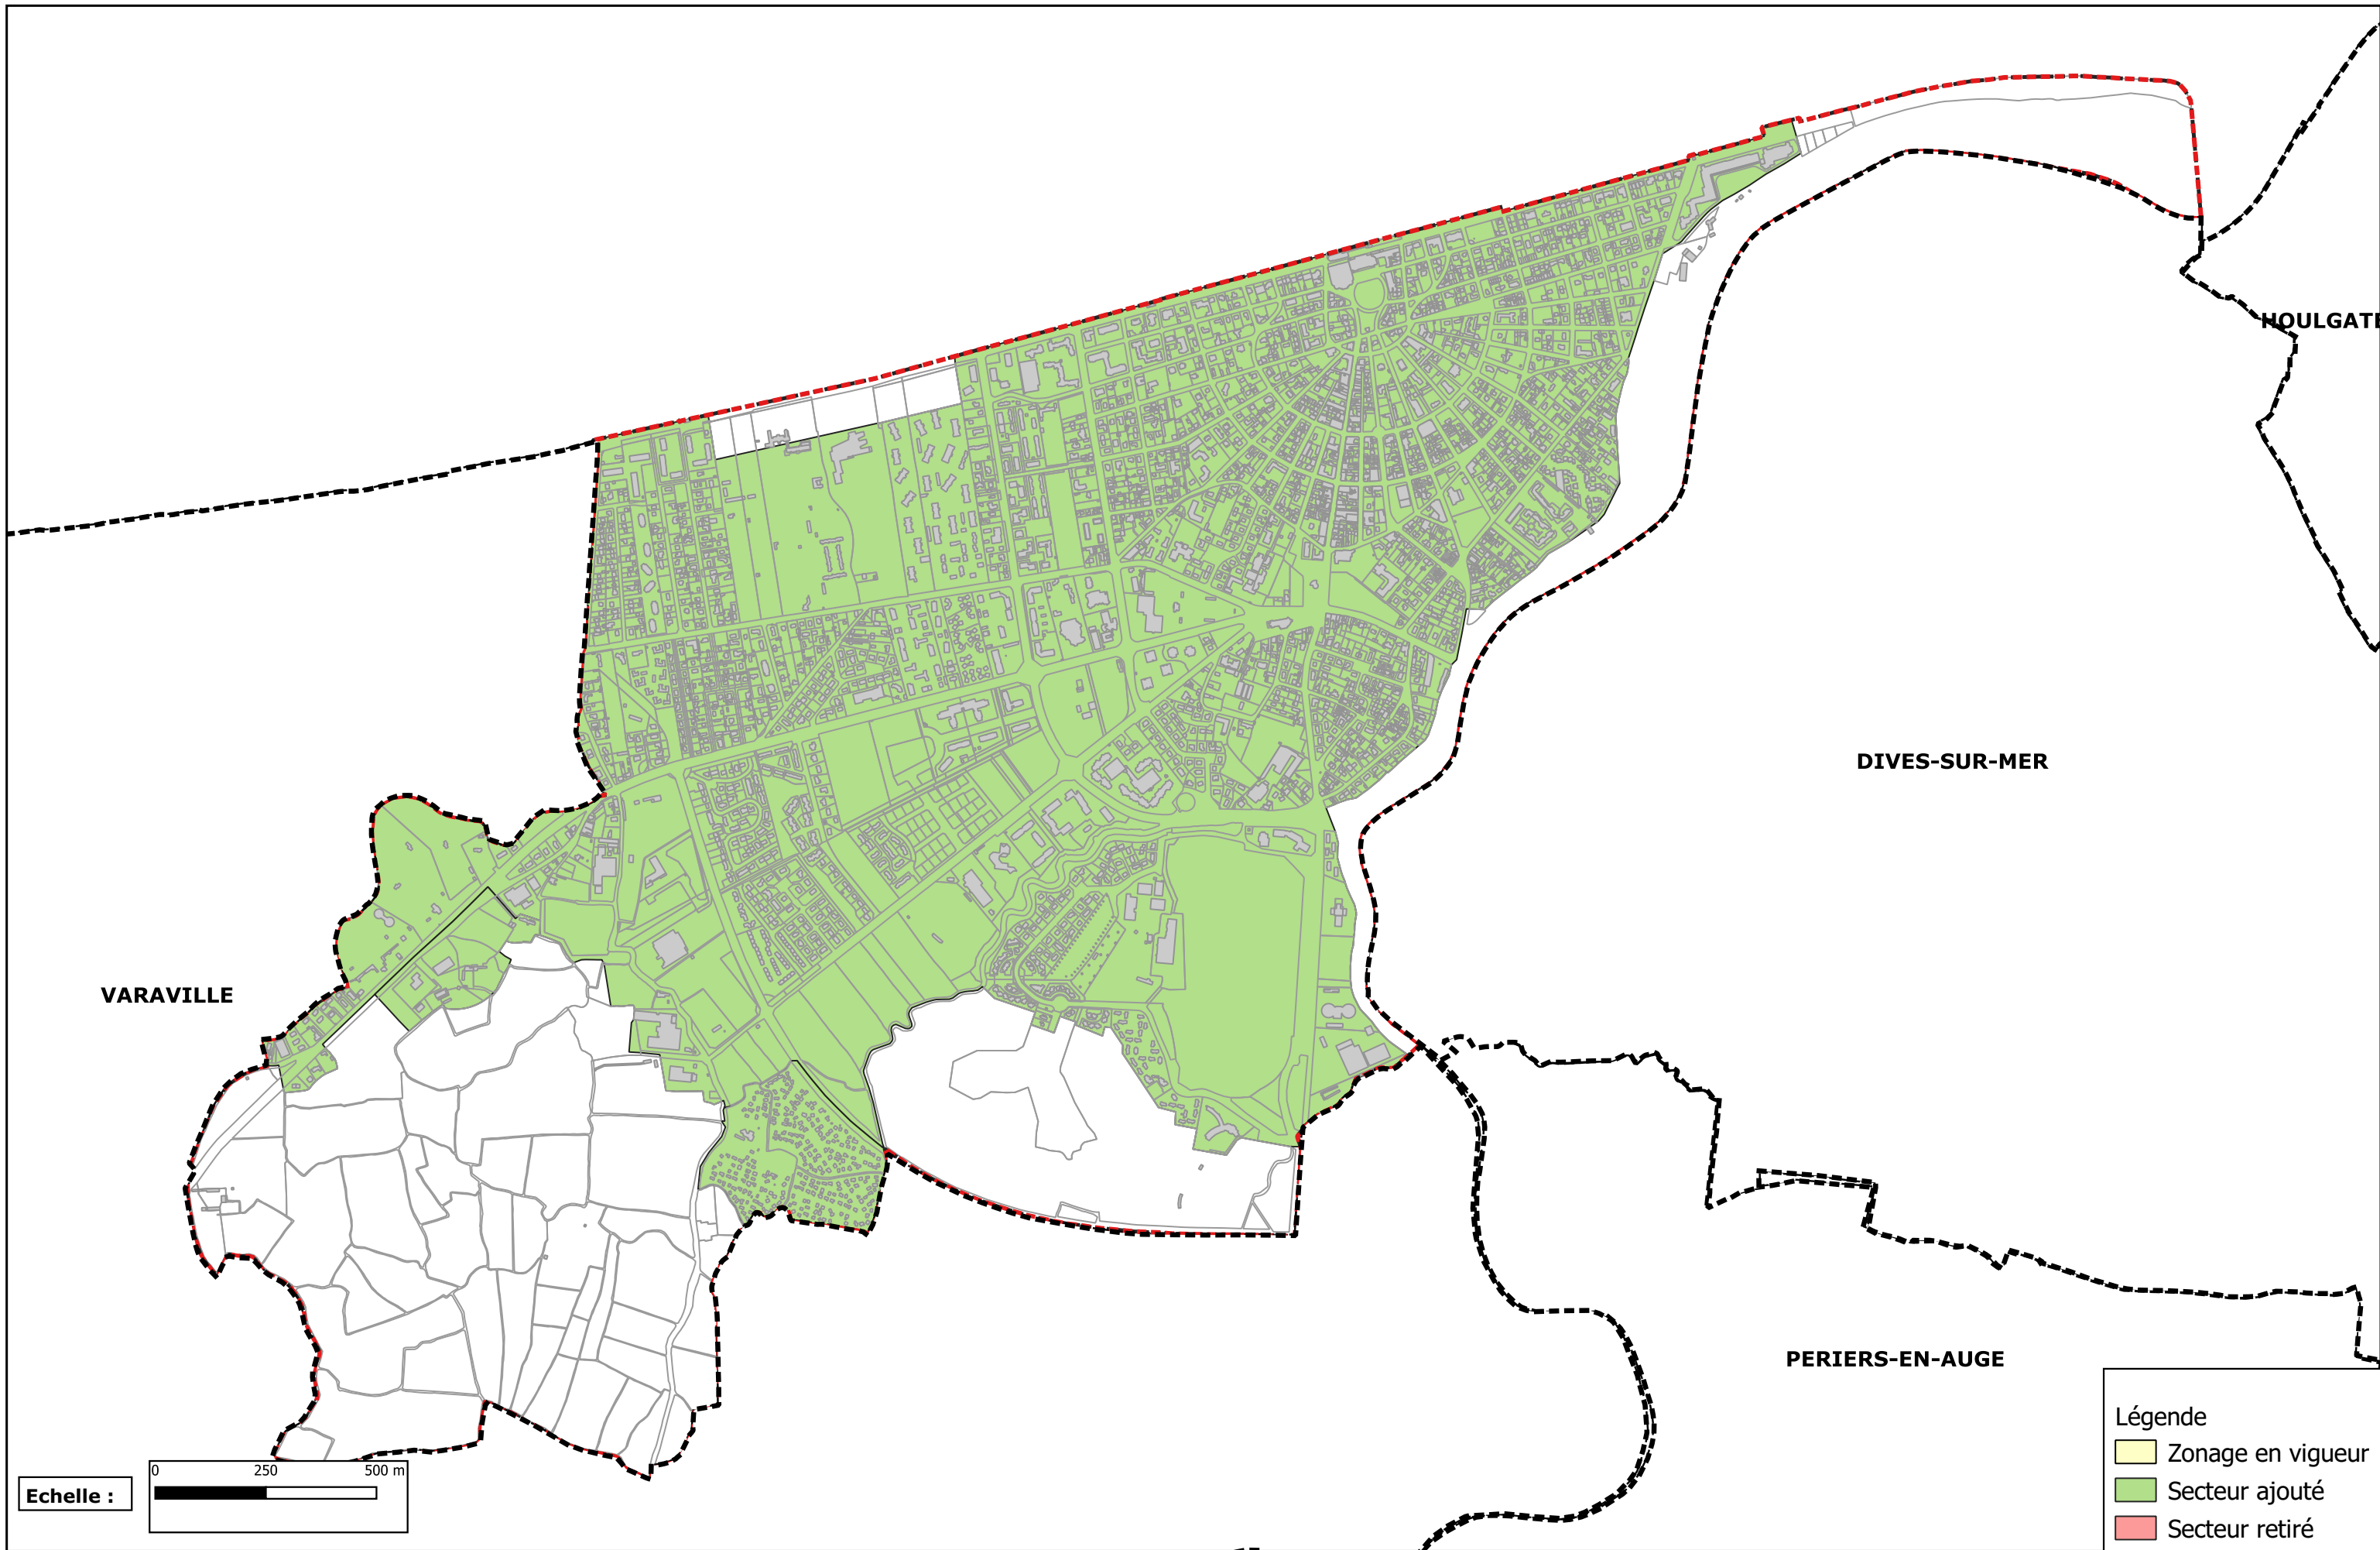 HOULGATE
DIVES-SUR-MER
VARAVILLE
PERIERS-EN-AUGE
Légende
Zonage en vigueur
Secteur ajouté
Secteur retiré
Echelle :
0 250 500 m